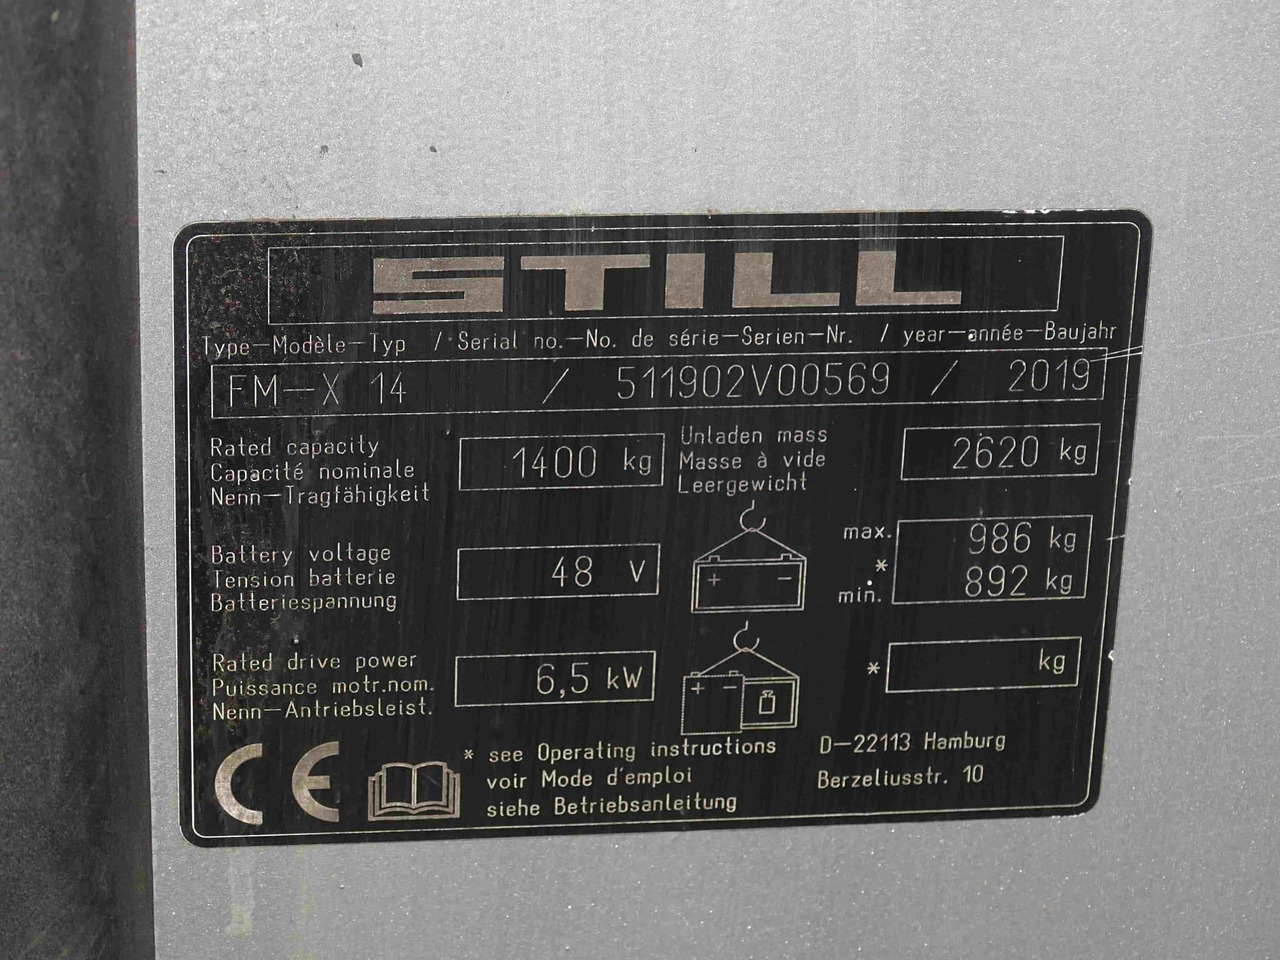 STILL
Type-Modèle-Typ / Serial no.-No. de série-Serien-Nr. / year-année-Baujahr
FM-X 14 / 511902V00569 / 2019
Rated capacity
Capacité nominale
Nenn-Tragfähigkeit
1400 kg
Unladen mass
Masse à vide
Leergewicht
2620 kg
Battery voltage
Tension batterie
Batteriespannung
48 V
+ -
max. 986 kg
*
min. 892 kg
Rated drive power
Puissance motr.nom.
Nenn-Antriebsleist.
6,5 kW
+ -
* kg
CE
* see Operating instructions
voir Mode d'emploi
siehe Betriebsanleitung
D-22113 Hamburg
Berzeliusstr. 10